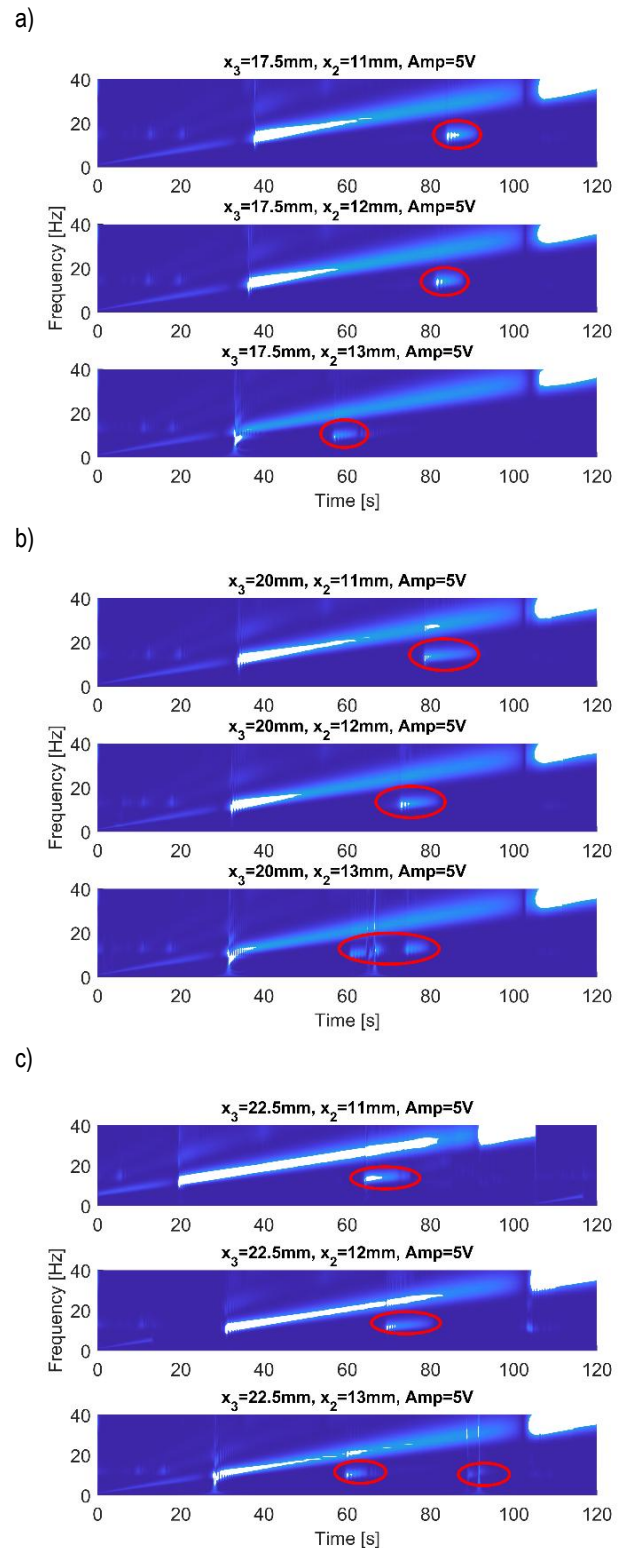 a)
x3=17.5mm, x2=11mm, Amp=5V
40
20
0
0 20 40 60 80 100 120
x3=17.5mm, x2=12mm, Amp=5V
40
20
0
0 20 40 60 80 100 120
Frequency [Hz]
x3=17.5mm, x2=13mm, Amp=5V
40
20
0
0 20 40 60 80 100 120
Time [s]
b)
x3=20mm, x2=11mm, Amp=5V
40
20
0
0 20 40 60 80 100 120
x3=20mm, x2=12mm, Amp=5V
40
20
0
0 20 40 60 80 100 120
Frequency [Hz]
x3=20mm, x2=13mm, Amp=5V
40
20
0
0 20 40 60 80 100 120
Time [s]
c)
x3=22.5mm, x2=11mm, Amp=5V
40
20
0
0 20 40 60 80 100 120
x3=22.5mm, x2=12mm, Amp=5V
40
20
0
0 20 40 60 80 100 120
Frequency [Hz]
x3=22.5mm, x2=13mm, Amp=5V
40
20
0
0 20 40 60 80 100 120
Time [s]